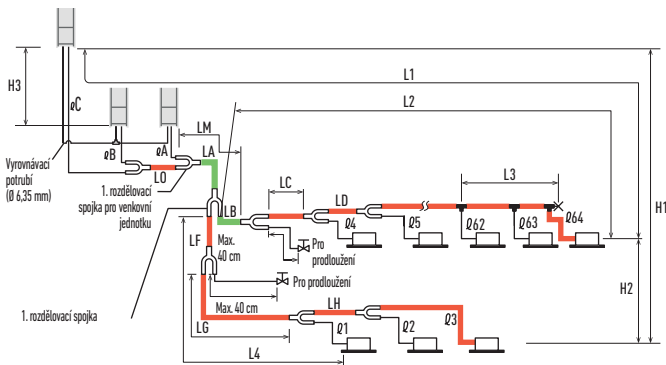 L1
H3
L2
ℓC
LM
ℓB
ℓA
LA
L3
Vyrovnávací
potrubí
(Ø 6,35 mm)
LO
1. rozdělovací
spojka pro venkovní
jednotku
LB
LC
LD
ℓ4
ℓ5
ℓ62
ℓ63
ℓ64
H1
LF
Max.
40 cm
Pro
prodloužení
H2
Pro prodloužení
1. rozdělovací spojka
Max. 40 cm
LG
LH
ℓ1
ℓ2
ℓ3
L4